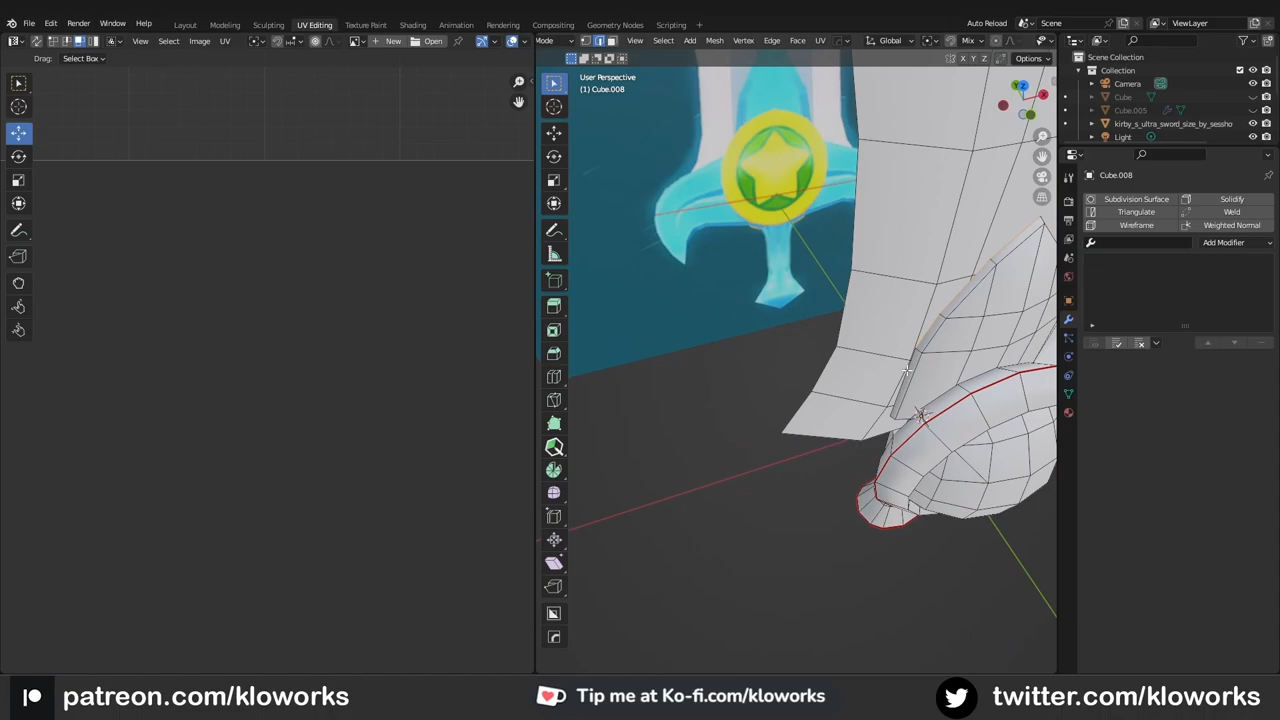 File Edit Render Window Help
Layout Modeling Sculpting UV Editing Texture Paint Shading Animation Rendering Compositing Geometry Nodes Scripting +
Auto Reload Scene ViewLayer
View Select Image UV New Open
Mode View Select Add Mesh Vertex Edge Face UV Global Mix
Drag: Select Box
X Y Z Options
Scene Collection
Collection
Camera
Cube
Cube.005
kirby_s_ultra_sword_size_by_sessho
Light
User Perspective
(1) Cube.008
Cube.008
Subdivision Surface Solidify
Triangulate Weld
Wireframe Weighted Normal
Add Modifier
patreon.com/kloworks
Tip me at Ko-fi.com/kloworks
twitter.com/kloworks